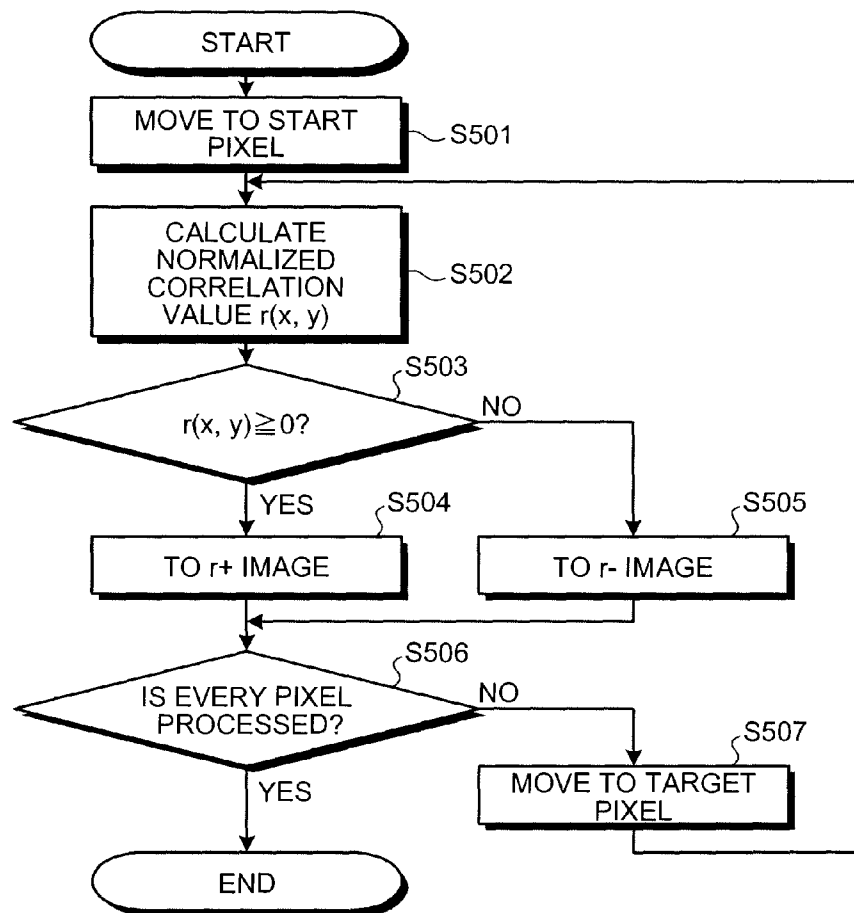 START
MOVE TO START
PIXEL
S501
CALCULATE
NORMALIZED
CORRELATION
VALUE r(x, y)
S502
S503
r(x, y)≧0?
NO
YES
S504
S505
TO r+ IMAGE
TO r- IMAGE
S506
IS EVERY PIXEL
PROCESSED?
NO
YES
S507
MOVE TO TARGET
PIXEL
END